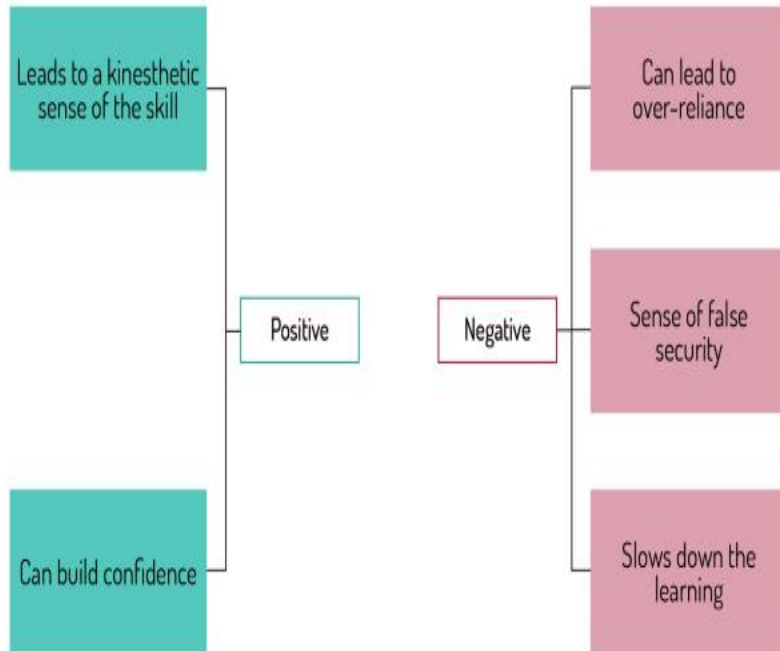 Leads to a kinesthetic
sense of the skill
Can build confidence
Positive
Negative
Can lead to
over-reliance
Sense of false
security
Slows down the
learning